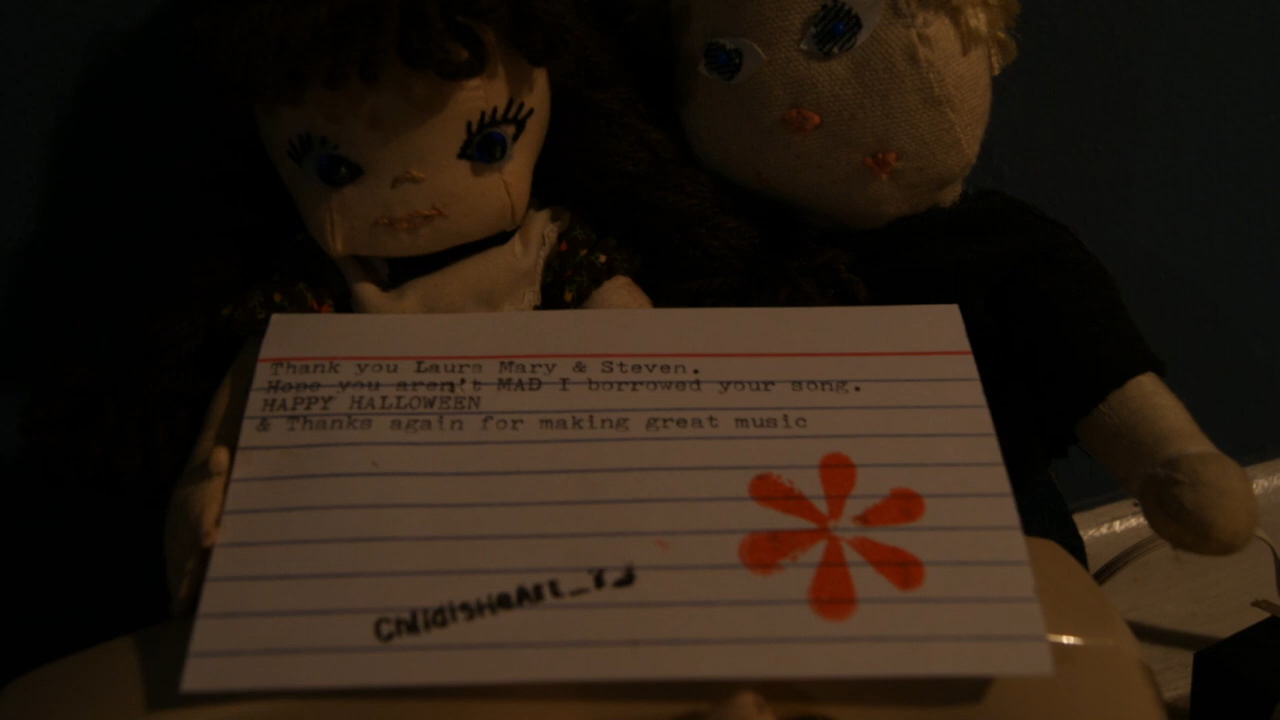 Thank you Laura Mary & Steven.
Hope you aren't MAD I borrowed your song.
HAPPY HALLOWEEN
& Thanks again for making great music